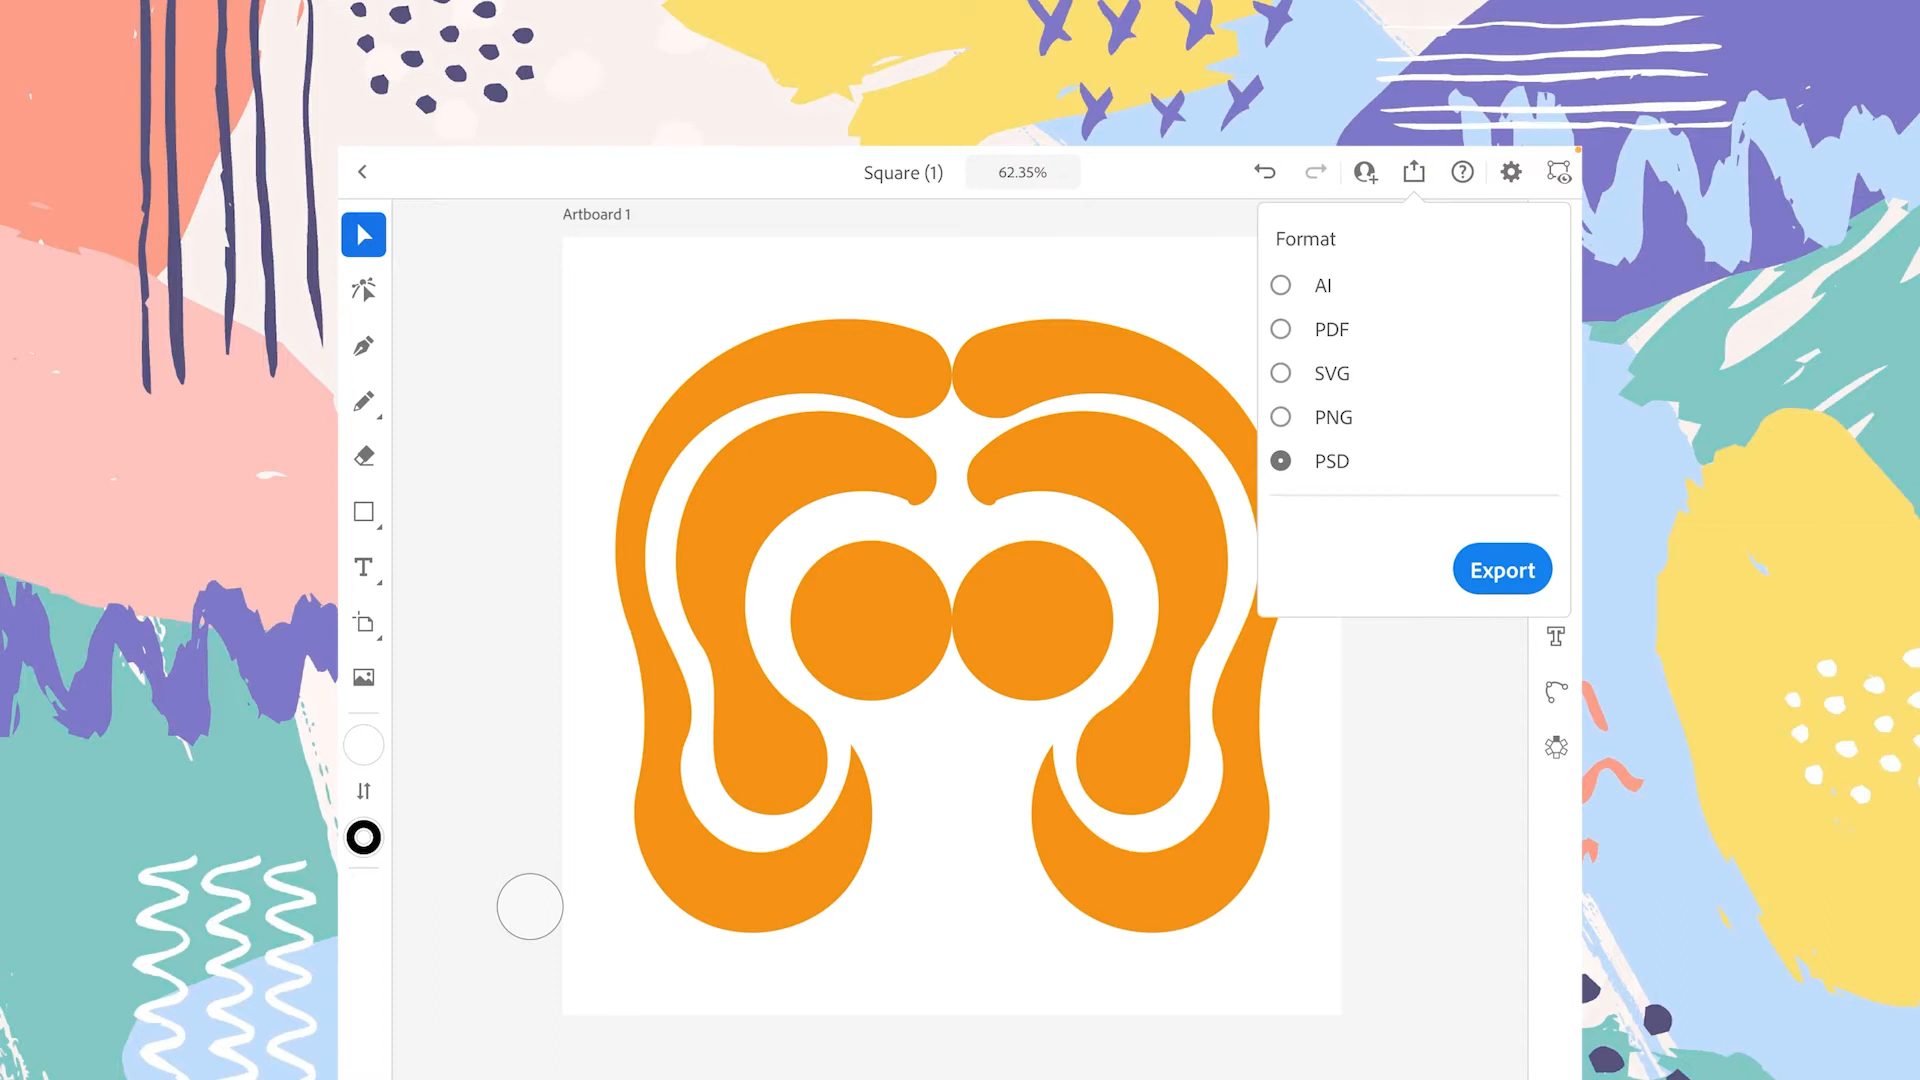 Square (1)
62.35%
Artboard 1
Format
AI
PDF
SVG
PNG
PSD
Export